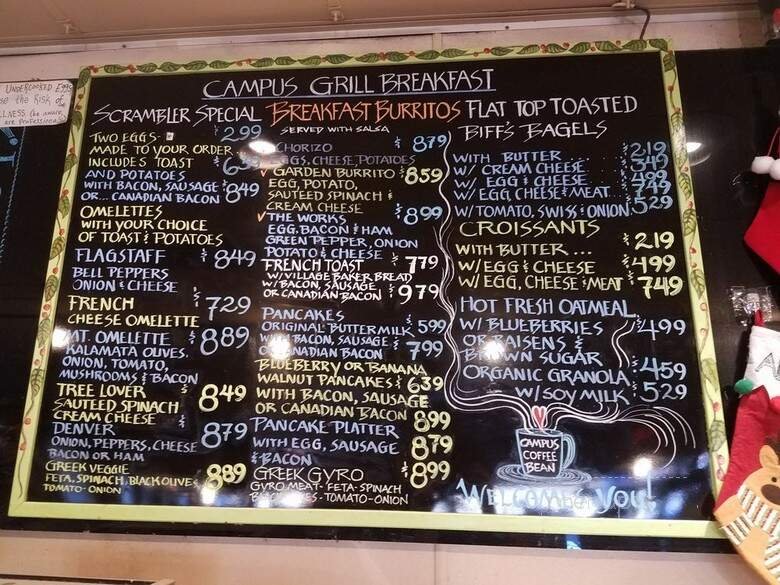 UNDERCOOKED EGGS
the Risk of
CAMPUS GRILL BREAKFAST
SCRAMBLER SPECIAL
TWO EGGS- 2.99
MADE TO YOUR ORDER
INCLUDES TOAST
AND POTATOES
WITH BACON, SAUSAGE $8.49
OR... CANADIAN BACON
OMELETTES
WITH YOUR CHOICE
OF TOAST & POTATOES
FLAGSTAFF $8.49
BELL PEPPERS
ONION & CHEESE
FRENCH $7.29
CHEESE OMELETTE
MT. OMELETTE $8.89
KALAMATA OLIVES,
ONION, TOMATO,
MUSHROOMS & BACON
TREE LOVER $8.49
SAUTEED SPINACH
CREAM CHEESE
DENVER $8.79
ONION, PEPPERS, CHEESE
BACON OR HAM
GREEK VEGGIE $8.89
FETA, SPINACH, BLACK OLIVES
TOMATO-ONION
BREAKFAST BURRITOS
SERVED WITH SALSA
CHORIZO $8.79
EGGS, CHEESE, POTATOES
GARDEN BURRITO $8.59
EGG, POTATO,
SAUTEED SPINACH &
CREAM CHEESE
THE WORKS $8.99
EGG, BACON & HAM
GREEN PEPPER, ONION
POTATO & CHEESE
FRENCH TOAST $7.79
W/VILLAGE BAKER BREAD
W/BACON, SAUSAGE $9.79
OR CANADIAN BACON
PANCAKES
ORIGINAL BUTTERMILK 5.99
WITH BACON, SAUSAGE & 7.99
CANADIAN BACON
BLUEBERRY OR BANANA
WALNUT PANCAKES $6.39
WITH BACON, SAUSAGE
OR CANADIAN BACON 8.99
PANCAKE PLATTER
WITH EGG, SAUSAGE 8.79
& BACON
GREEK GYRO $8.99
GYRO MEAT-FETA-SPINACH
-TOMATO-ONION
FLAT TOP TOASTED
BIFF'S BAGELS
WITH BUTTER... $2.19
W/ CREAM CHEESE 3.49
W/ EGG & CHEESE 4.99
W/ EGG, CHEESE & MEAT 7.49
W/TOMATO, SWISS & ONION 5.29
CROISSANTS
WITH BUTTER... $2.19
W/EGG & CHEESE $4.99
W/EGG, CHEESE & MEAT $7.49
HOT FRESH OATMEAL
W/ BLUEBERRIES $4.99
OR RAISENS &
BROWN SUGAR
ORGANIC GRANOLA $4.59
W/SOY MILK $5.29
CAMPUS
COFFEE
BEAN
WELCOME YOU!